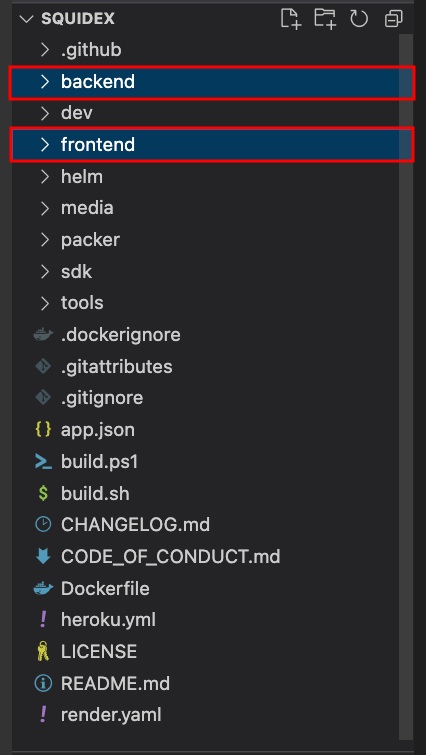 SQUIDEX
.github
backend
dev
frontend
helm
media
packer
sdk
tools
.dockerignore
.gitattributes
.gitignore
{} app.json
build.ps1
$ build.sh
CHANGELOG.md
CODE_OF_CONDUCT.md
Dockerfile
! heroku.yml
LICENSE
README.md
! render.yaml